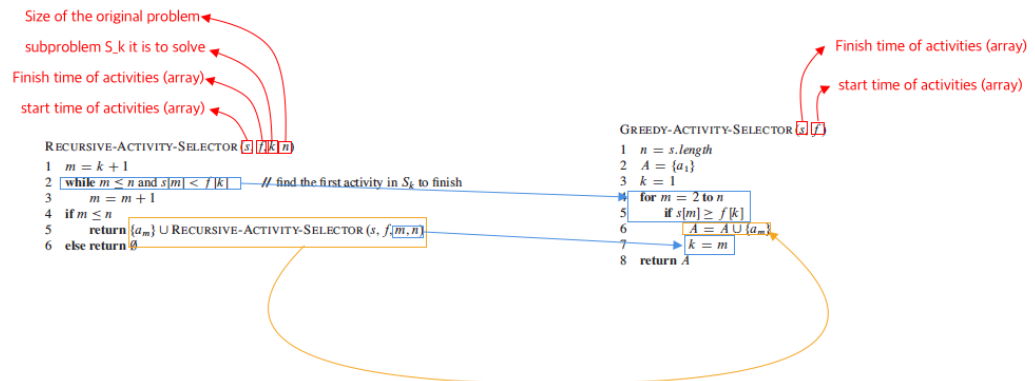 Size of the original problem
subproblem S_k it is to solve
Finish time of activities (array)
start time of activities (array)
RECURSIVE-ACTIVITY-SELECTOR (s, f, k, n)
1 m = k + 1
2 while m ≤ n and s[m] < f[k] // find the first activity in Sₖ to finish
3 m = m + 1
4 if m ≤ n
5 return {aₘ} ∪ RECURSIVE-ACTIVITY-SELECTOR (s, f, m, n)
6 else return ∅
Finish time of activities (array)
start time of activities (array)
GREEDY-ACTIVITY-SELECTOR (s, f)
1 n = s.length
2 A = {a₁}
3 k = 1
4 for m = 2 to n
5 if s[m] ≥ f[k]
6 A = A ∪ {aₘ}
7 k = m
8 return A